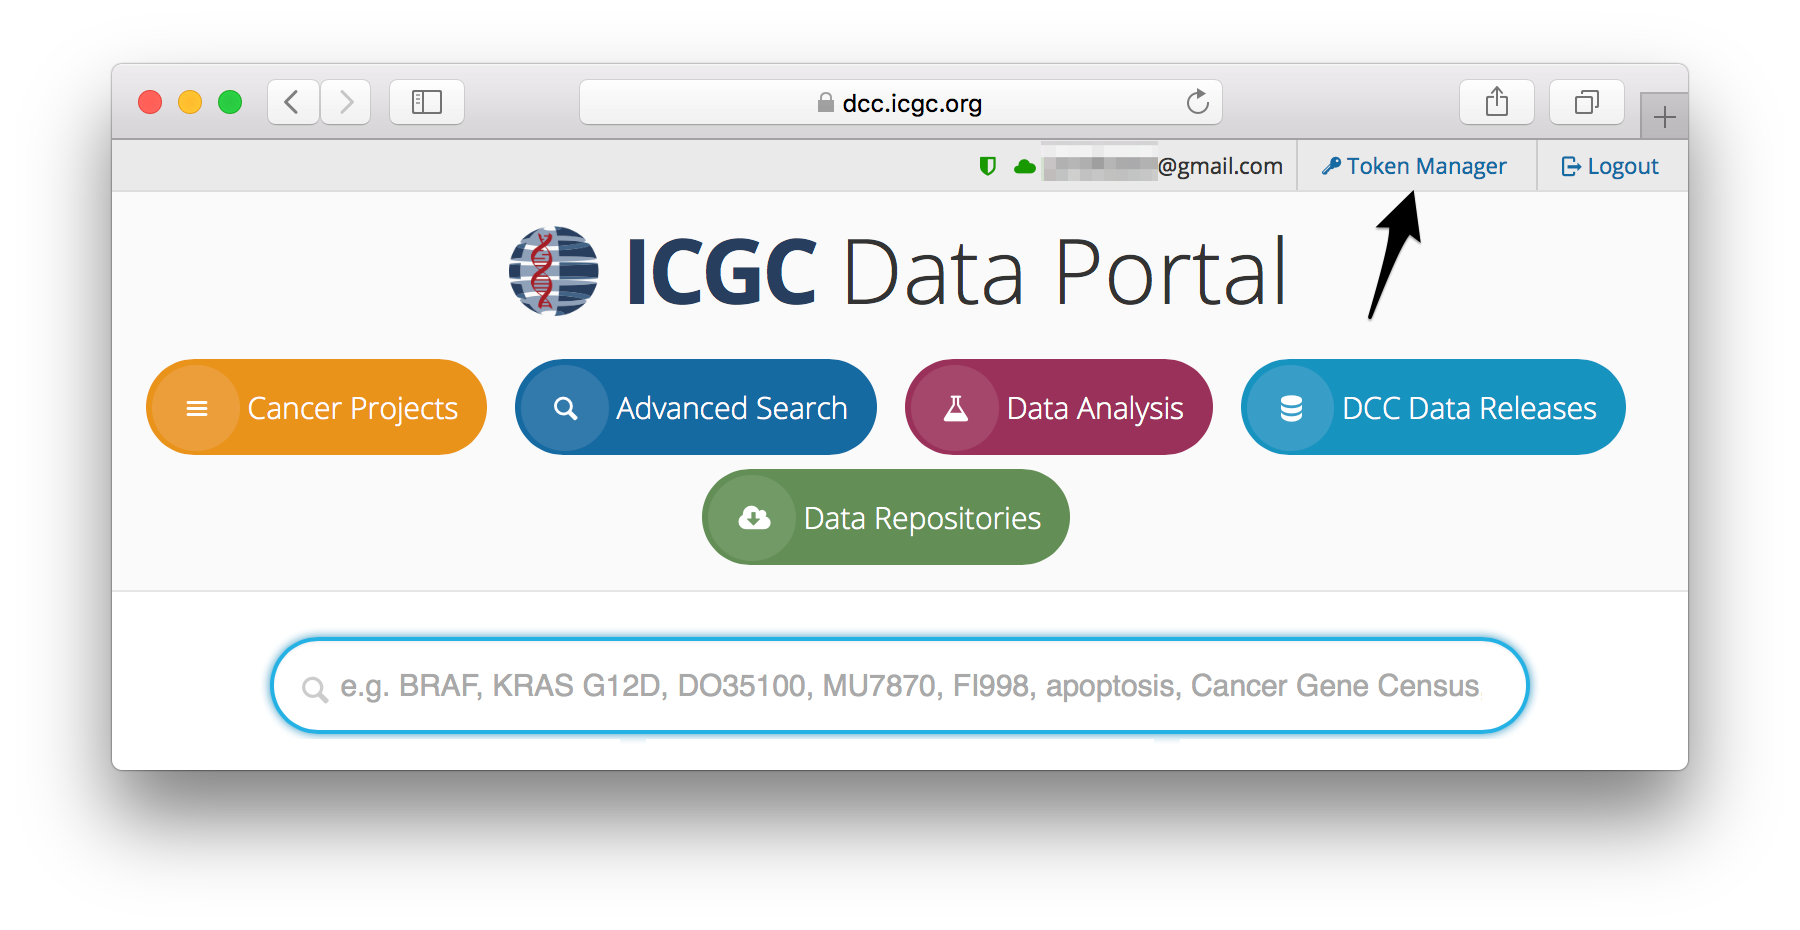 dcc.icgc.org
@gmail.com Token Manager Logout
ICGC Data Portal
Cancer Projects Advanced Search Data Analysis DCC Data Releases
Data Repositories
e.g. BRAF, KRAS G12D, DO35100, MU7870, FI998, apoptosis, Cancer Gene Census